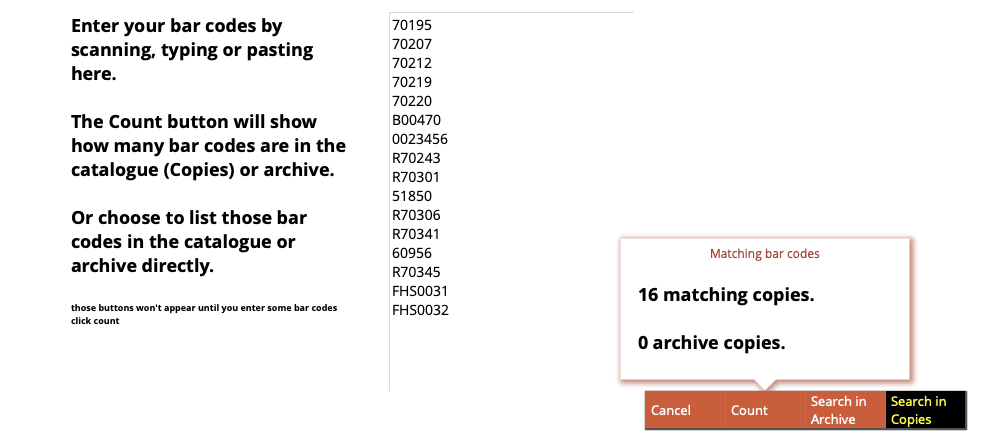 Enter your bar codes by
scanning, typing or pasting
here.
The Count button will show
how many bar codes are in the
catalogue (Copies) or archive.
Or choose to list those bar
codes in the catalogue or
archive directly.
those buttons won't appear until you enter some bar codes
click count
70195
70207
70212
70219
70220
B00470
0023456
R70243
R70301
51850
R70306
R70341
60956
R70345
FHS0031
FHS0032
Matching bar codes
16 matching copies.
0 archive copies.
Cancel
Count
Search in
Archive
Search in
Copies